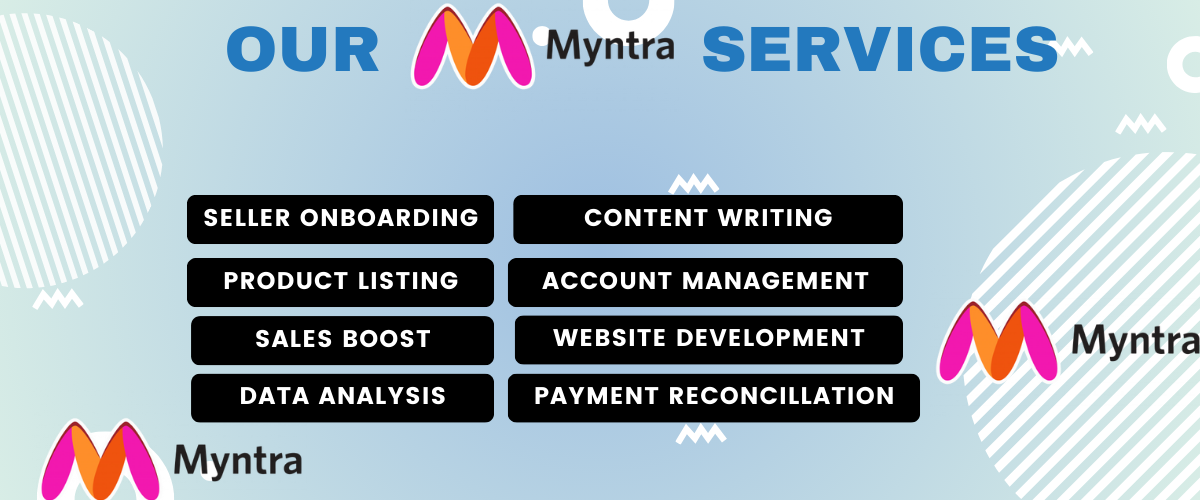 OUR Myntra SERVICES
SELLER ONBOARDING
CONTENT WRITING
PRODUCT LISTING
ACCOUNT MANAGEMENT
SALES BOOST
WEBSITE DEVELOPMENT
DATA ANALYSIS
PAYMENT RECONCILLATION
Myntra
Myntra